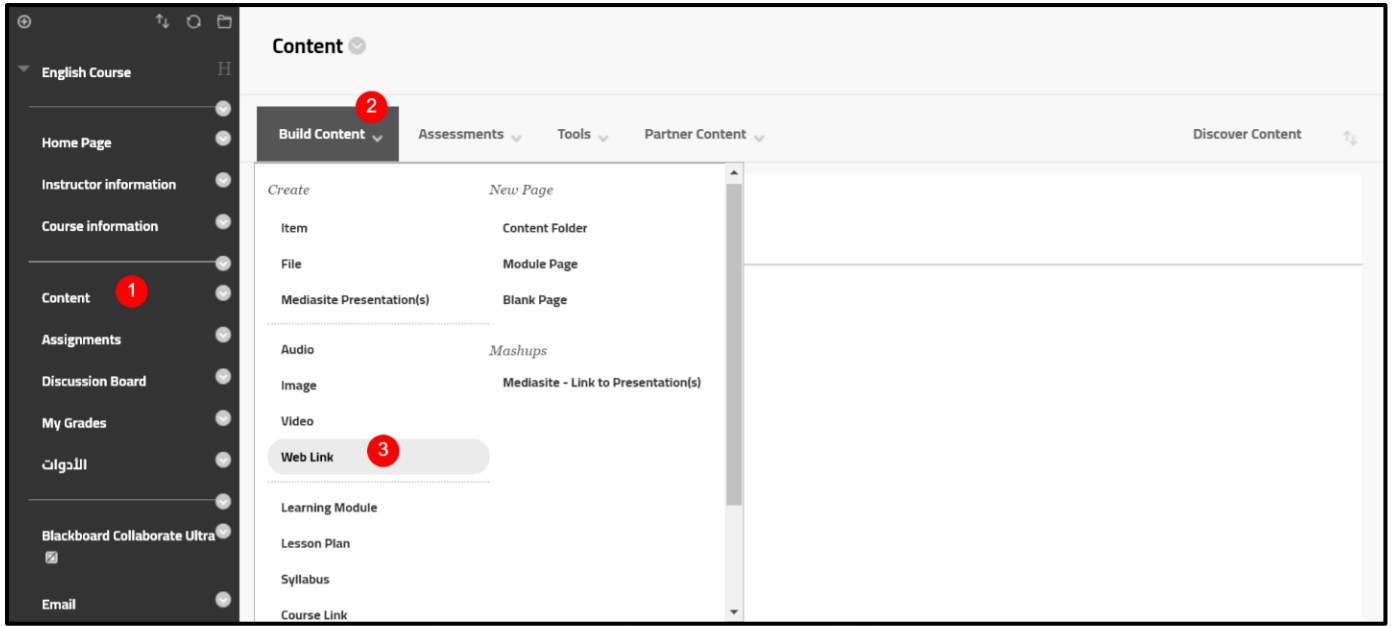 English Course
H
Home Page
Instructor information
Course information
Content
1
Assignments
Discussion Board
My Grades
الأدوات
Blackboard Collaborate Ultra
Email
Content
2
Build Content
Assessments
Tools
Partner Content
Discover Content
Create
Item
File
Mediasite Presentation(s)
Audio
Image
Video
Web Link
3
Learning Module
Lesson Plan
Syllabus
Course Link
New Page
Content Folder
Module Page
Blank Page
Mashups
Mediasite - Link to Presentation(s)